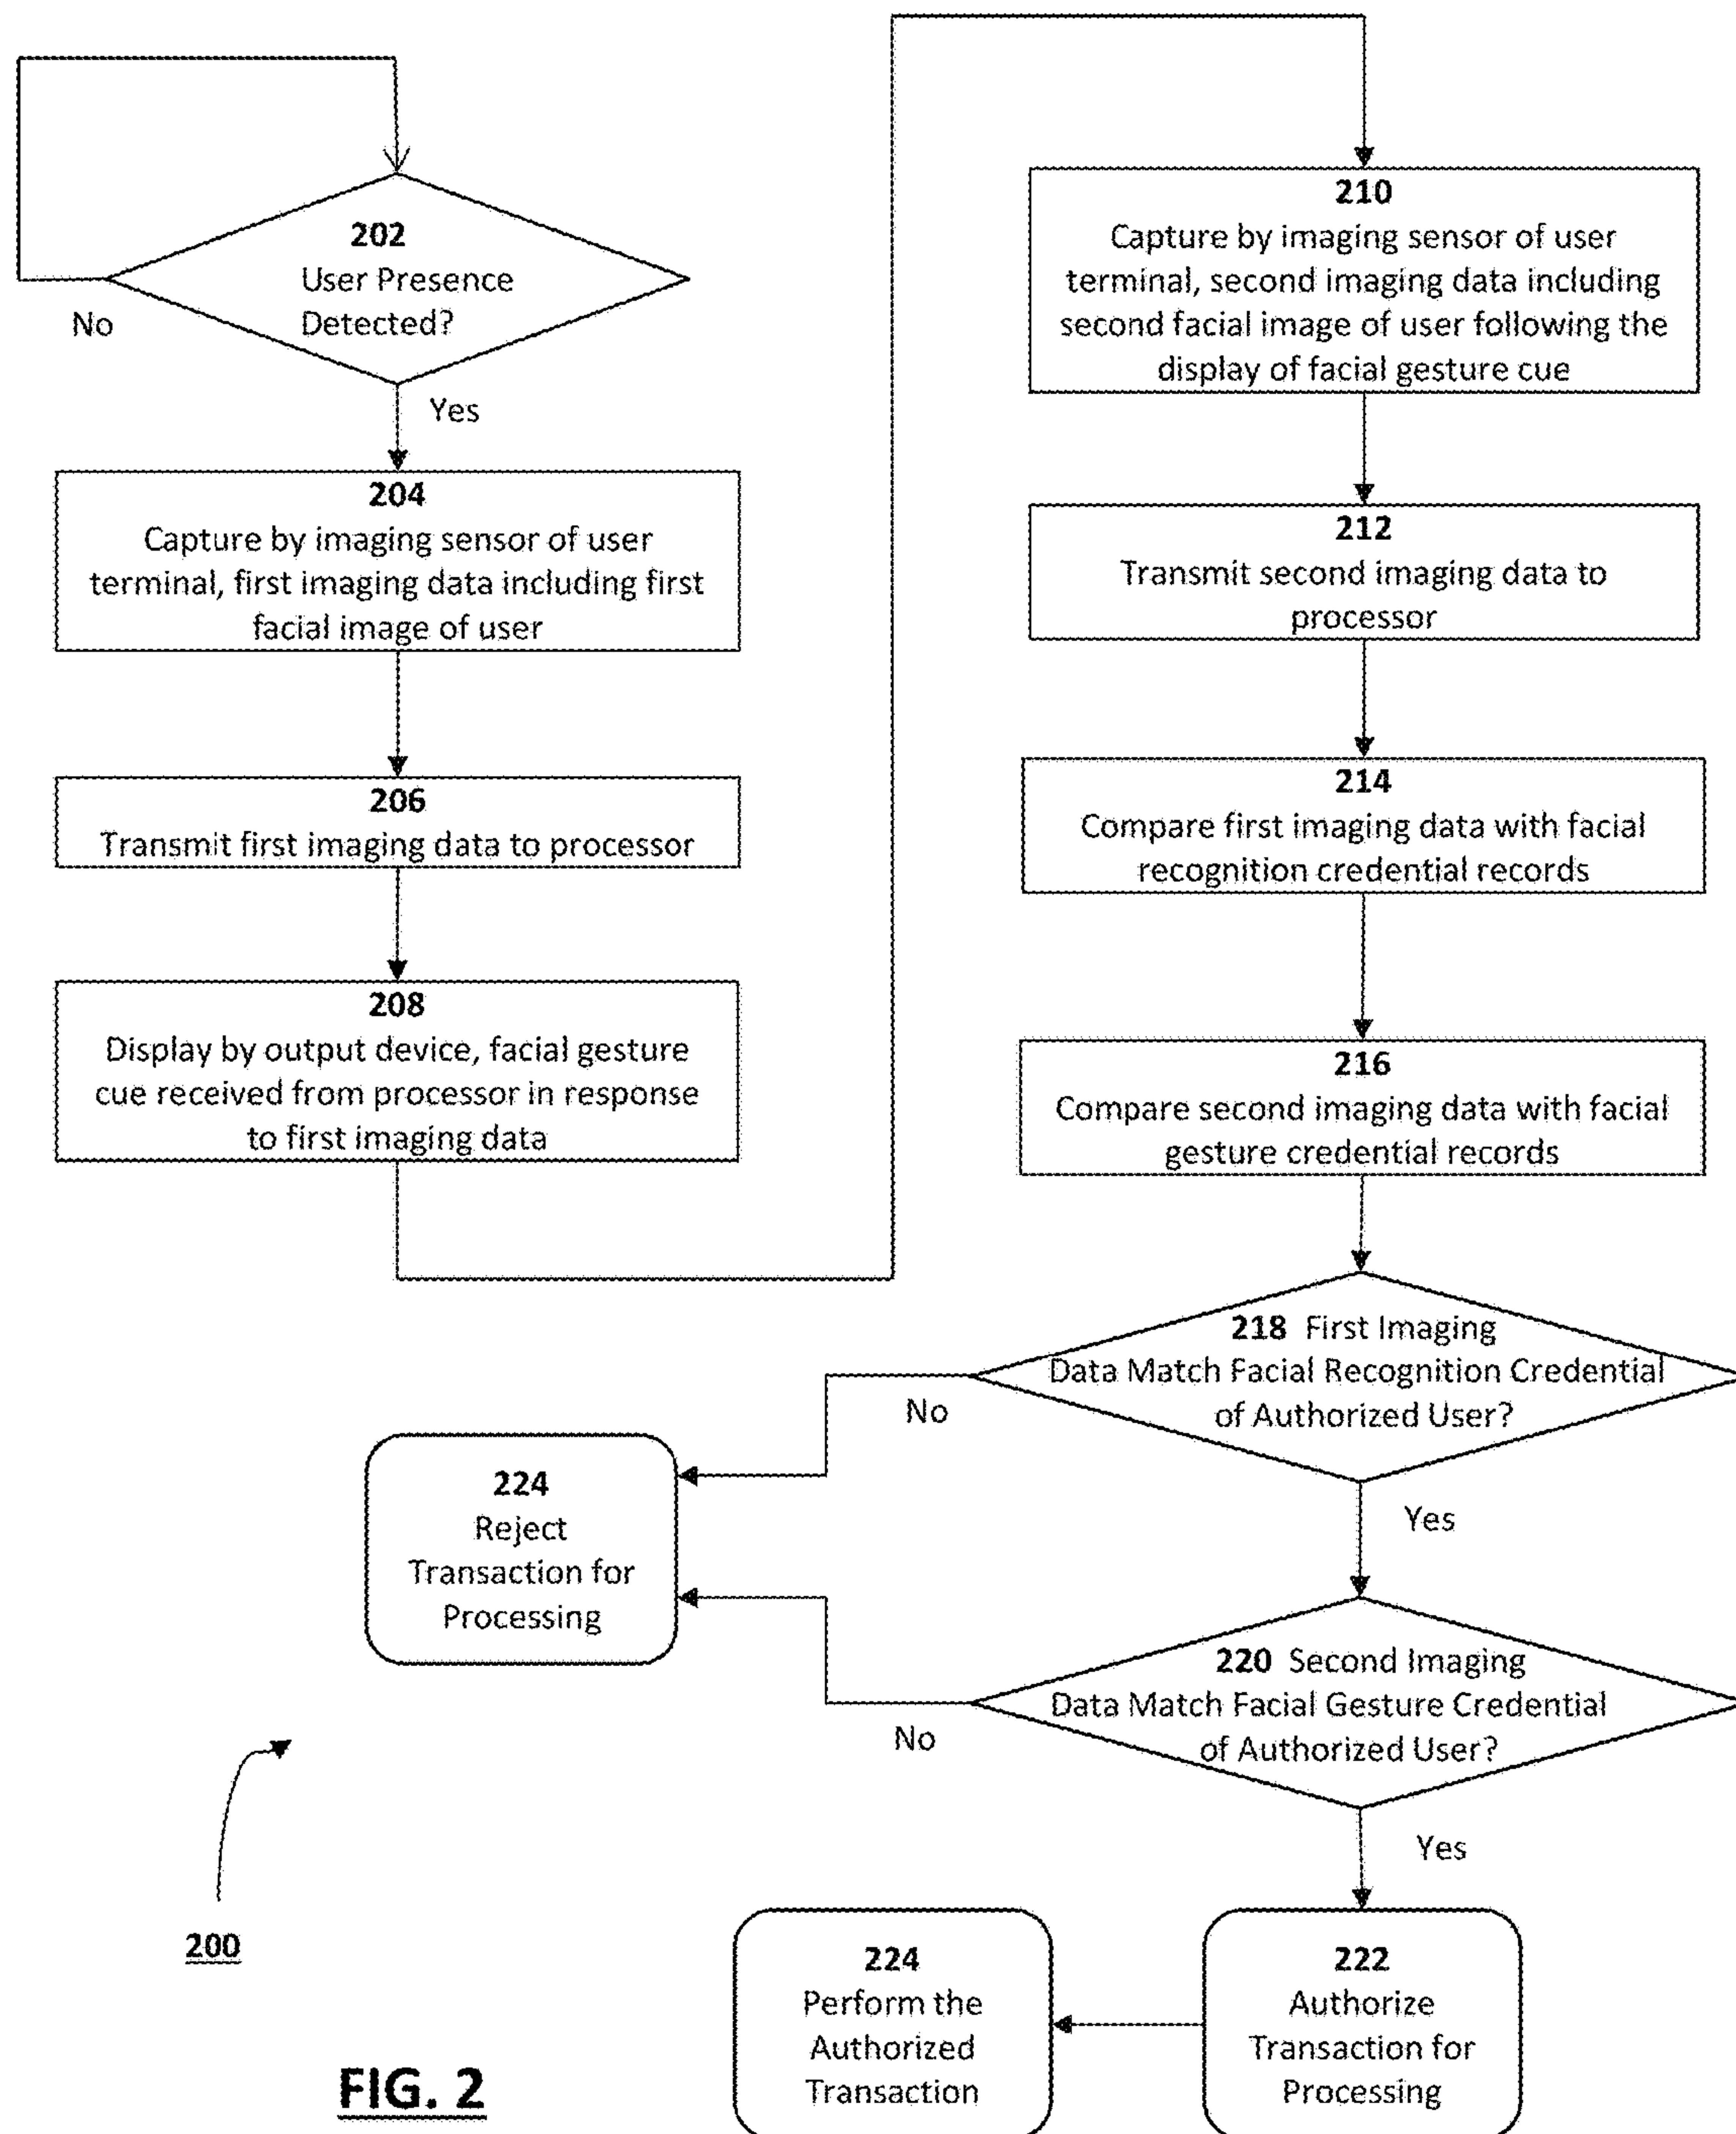 202
User Presence
Detected?
No
Yes
204
Capture by imaging sensor of user
terminal, first imaging data including first
facial image of user
206
Transmit first imaging data to processor
208
Display by output device, facial gesture
cue received from processor in response
to first imaging data
210
Capture by imaging sensor of user
terminal, second imaging data including
second facial image of user following the
display of facial gesture cue
212
Transmit second imaging data to
processor
214
Compare first imaging data with facial
recognition credential records
216
Compare second imaging data with facial
gesture credential records
218 First Imaging
Data Match Facial Recognition Credential
of Authorized User?
No
Yes
224
Reject
Transaction for
Processing
220 Second Imaging
Data Match Facial Gesture Credential
of Authorized User?
No
Yes
222
Authorize
Transaction for
Processing
224
Perform the
Authorized
Transaction
200
FIG. 2